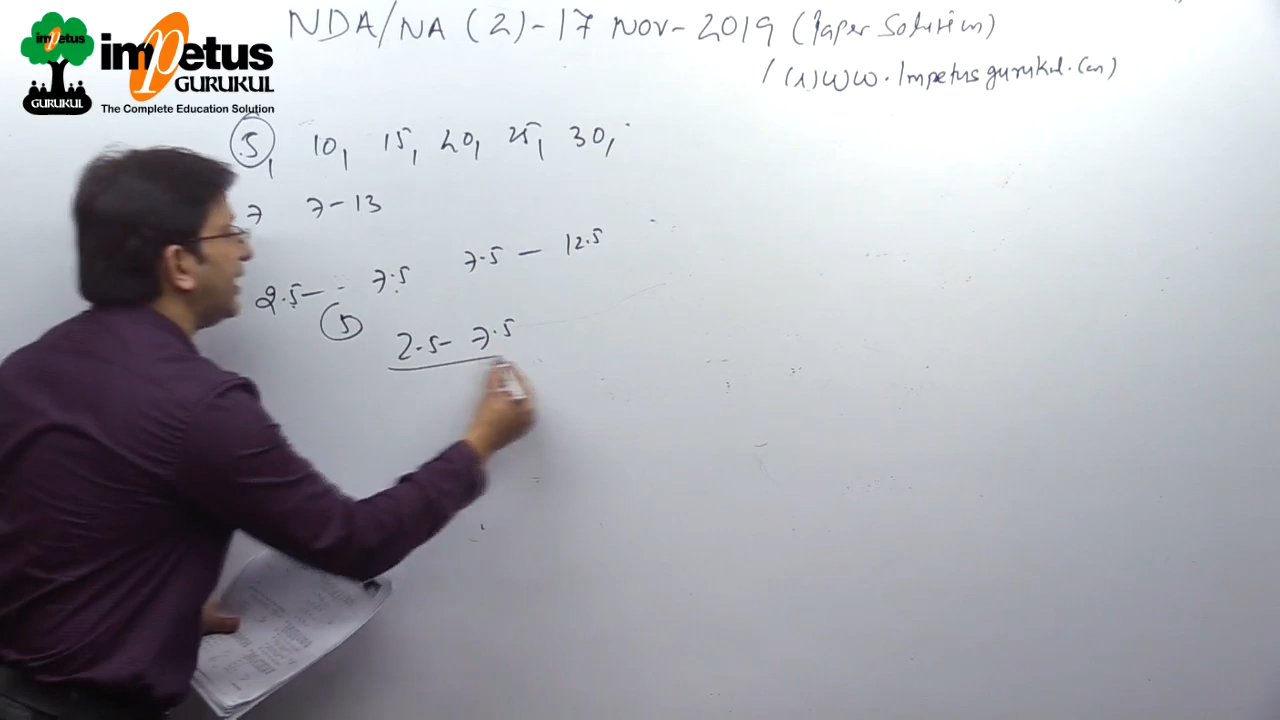 NDA/NA (2)-17 Nov-2019 (Paper Solution)
impetus
impetus
GURUKUL
GURUKUL
The Complete Education Solution
/ (1) WWW.Impetusgurukul.Com)
5, 10, 15, 20, 25, 30,
7 7-13
2.5 - 7.5 7.5 - 12.5
5
2.5- 7.5